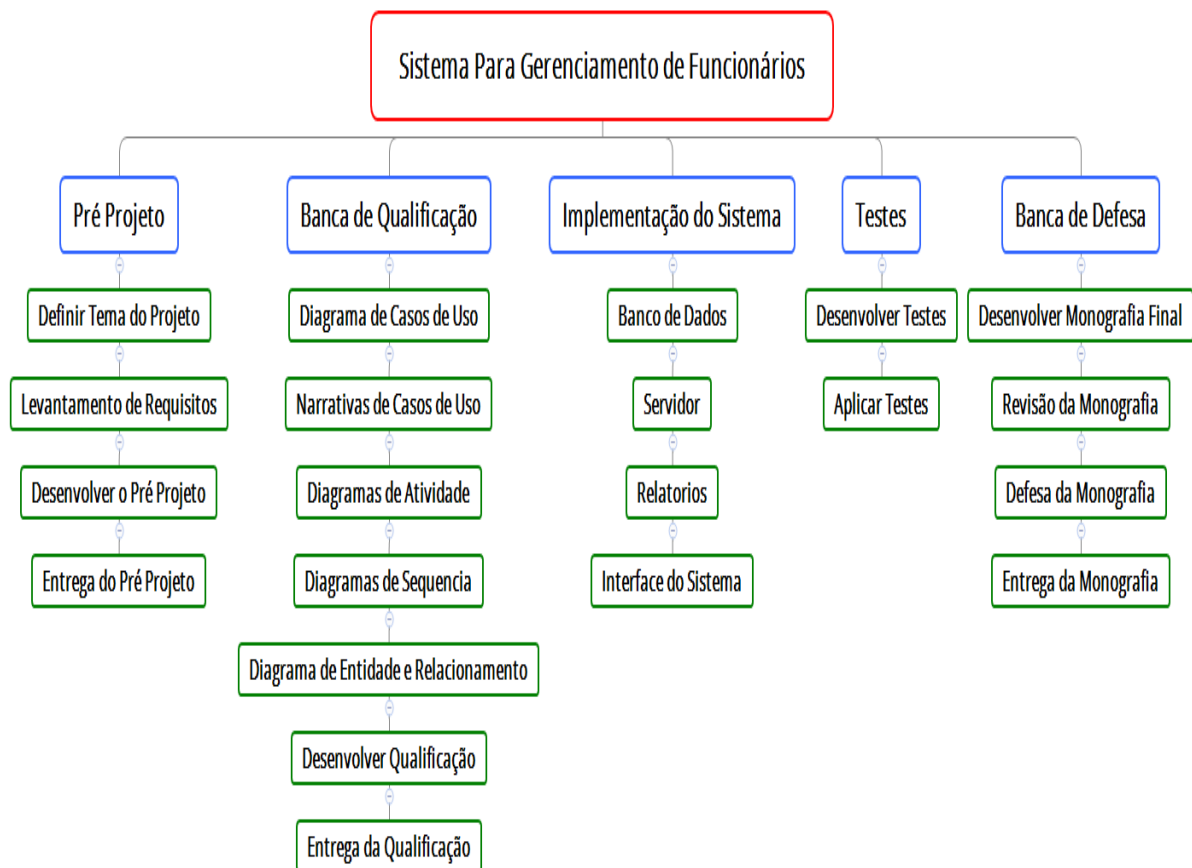 Sistema Para Gerenciamento de Funcionários
Pré Projeto
Definir Tema do Projeto
Levantamento de Requisitos
Desenvolver o Pré Projeto
Entrega do Pré Projeto
Banca de Qualificação
Diagrama de Casos de Uso
Narrativas de Casos de Uso
Diagramas de Atividade
Diagramas de Sequencia
Diagrama de Entidade e Relacionamento
Desenvolver Qualificação
Entrega da Qualificação
Implementação do Sistema
Banco de Dados
Servidor
Relatorios
Interface do Sistema
Testes
Desenvolver Testes
Aplicar Testes
Banca de Defesa
Desenvolver Monografia Final
Revisão da Monografia
Defesa da Monografia
Entrega da Monografia